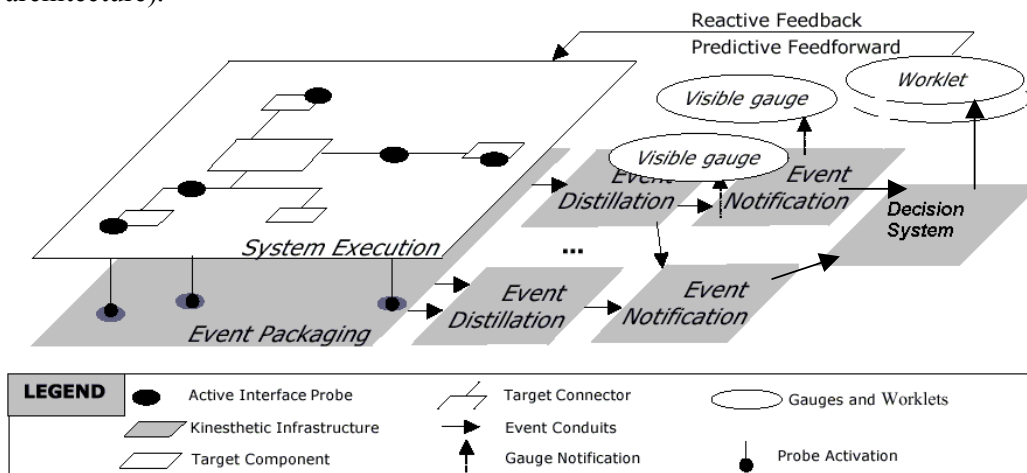 architecture).
Reactive Feedback
Predictive Feedforward
Worklet
Visible gauge
Visible gauge
Event
Distillation
Event
Notification
Decision
System
System Execution
...
Event
Distillation
Event
Notification
Event Packaging
LEGEND
Active Interface Probe
Target Connector
Gauges and Worklets
Kinesthetic Infrastructure
Event Conduits
Target Component
Gauge Notification
Probe Activation